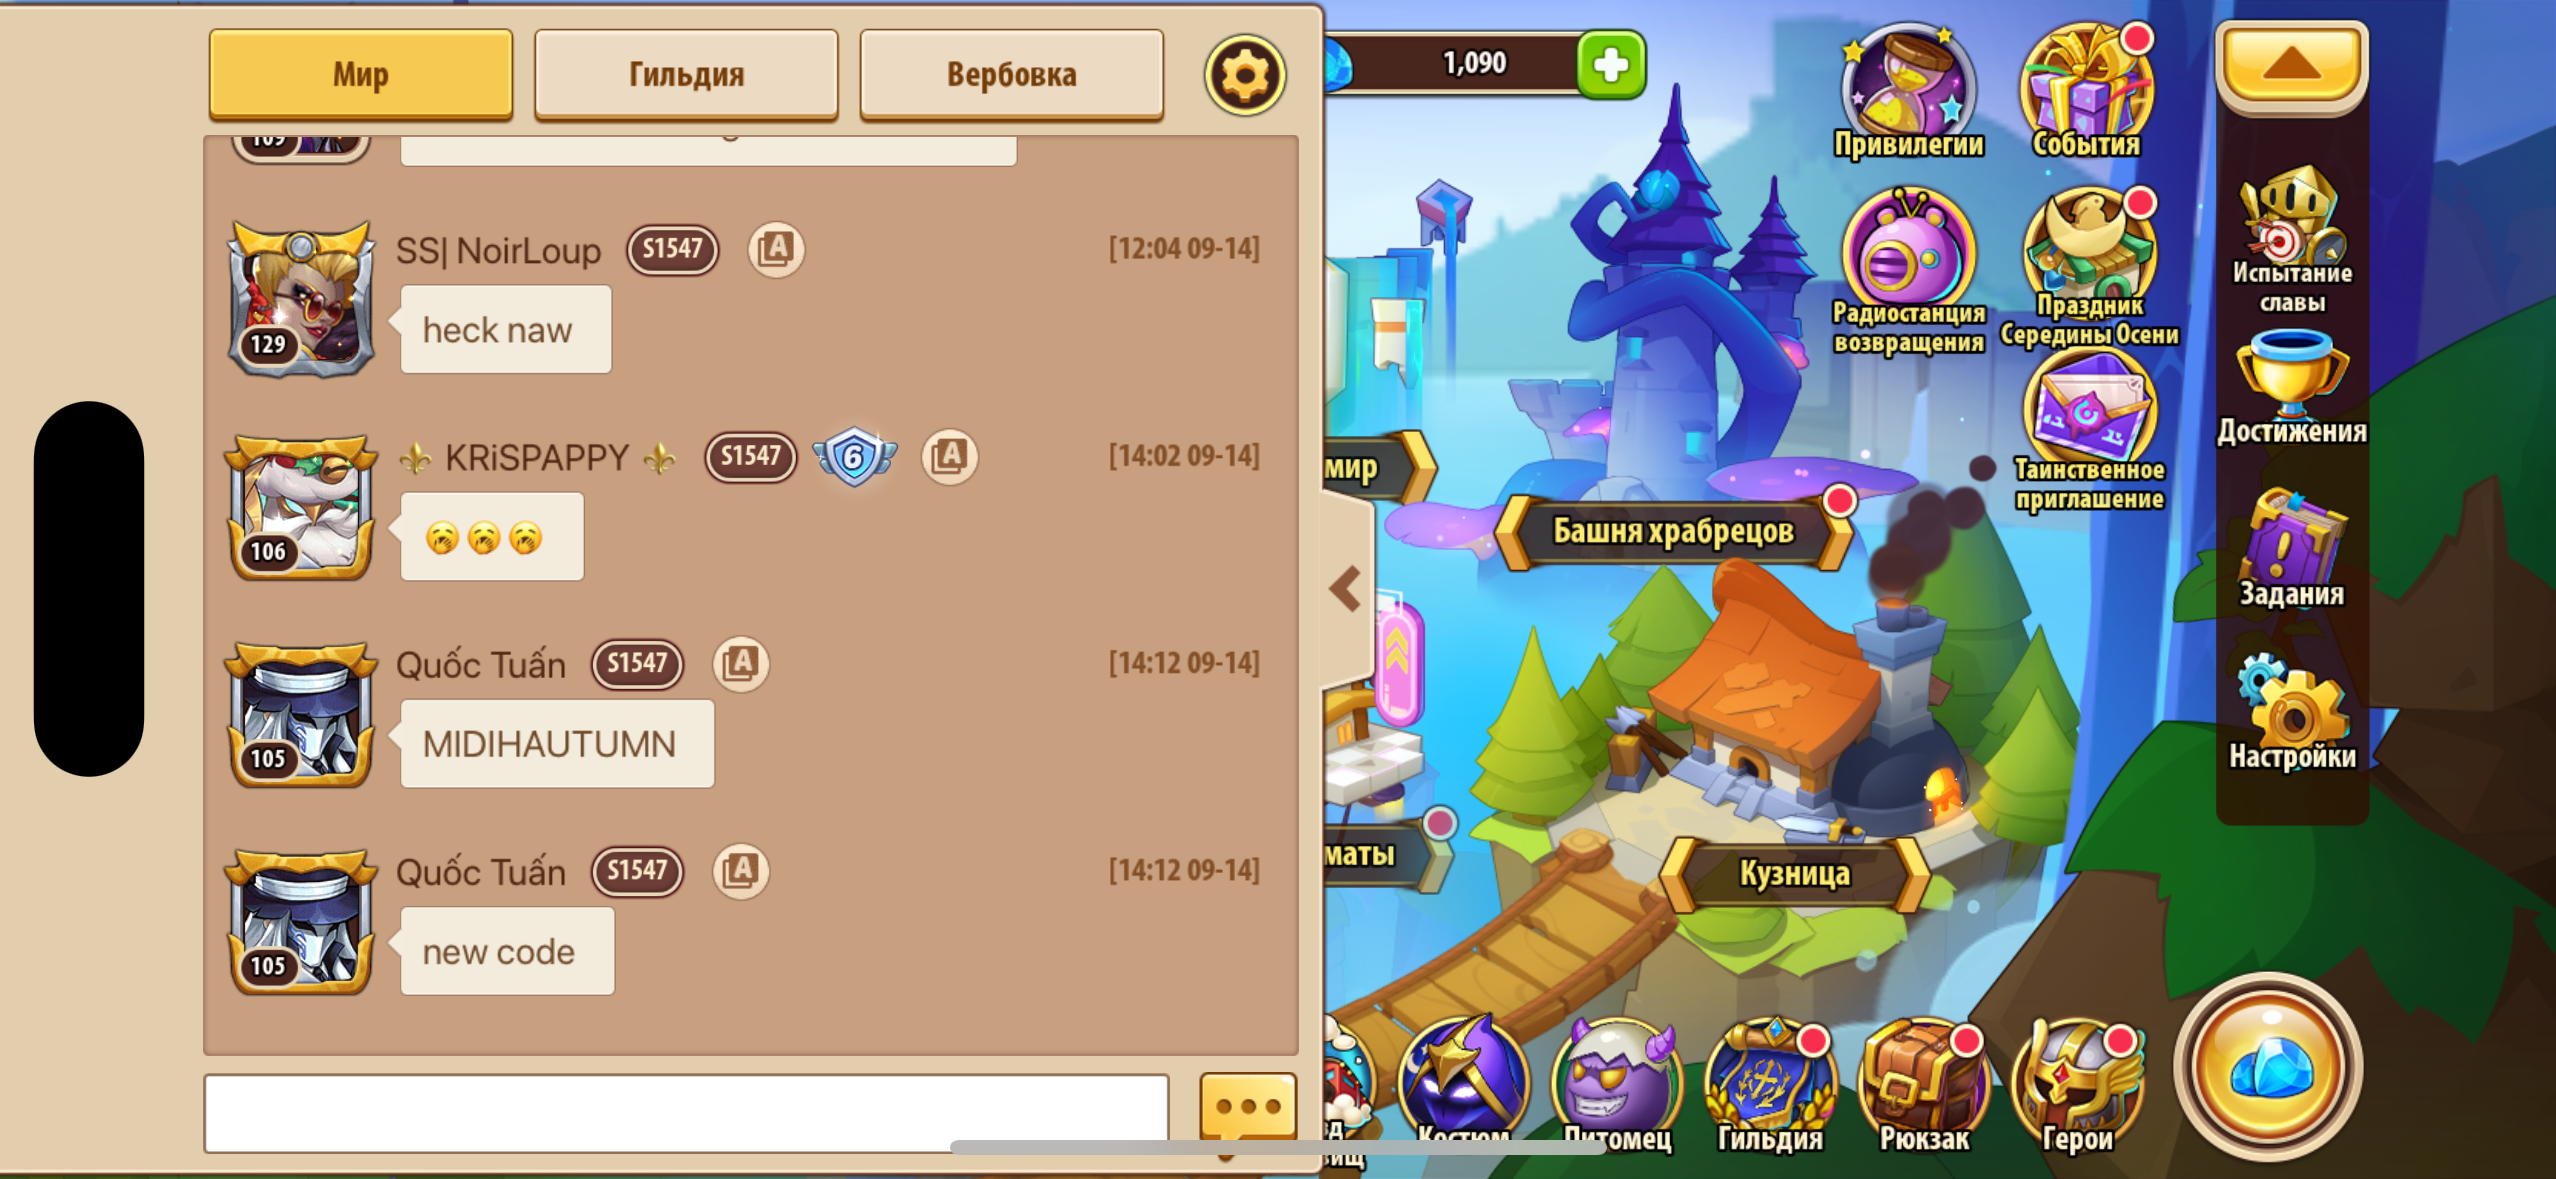 Мир
Гильдия
Вербовка
109
SS| NoirLoup S1547 A [12:04 09-14]
heck naw
129
⚜ KRiSPAPPY ⚜ S1547 6 A [14:02 09-14]
🥱🥱🥱
106
Quốc Tuấn S1547 A [14:12 09-14]
MIDIHAUTUMN
105
Quốc Tuấn S1547 A [14:12 09-14]
new code
105
1,090
Привилегии
События
Радиостанция
возвращения
Праздник
Середины Осени
Таинственное
приглашение
Испытание
славы
Достижения
Задания
Настройки
мир
Башня храбрецов
маты
Кузница
Костюм
Питомец
Гильдия
Рюкзак
Герои